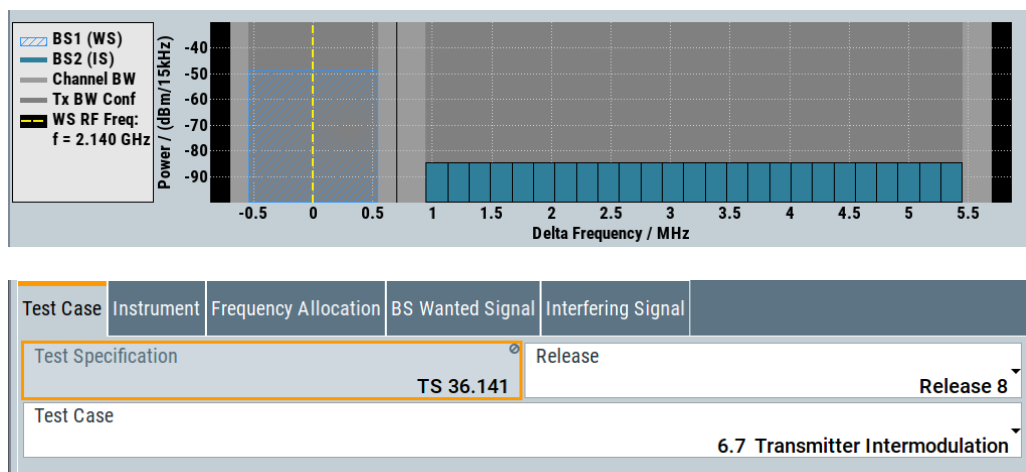 BS1 (WS)
BS2 (IS)
Channel BW
Tx BW Conf
WS RF Freq:
f = 2.140 GHz
Power / (dBm/15kHz)
-40
-50
-60
-70
-80
-90
-0.5 0 0.5 1 1.5 2 2.5 3 3.5 4 4.5 5 5.5
Delta Frequency / MHz
Test Case Instrument Frequency Allocation BS Wanted Signal Interfering Signal
Test Specification
TS 36.141
Release
Release 8
Test Case
6.7 Transmitter Intermodulation